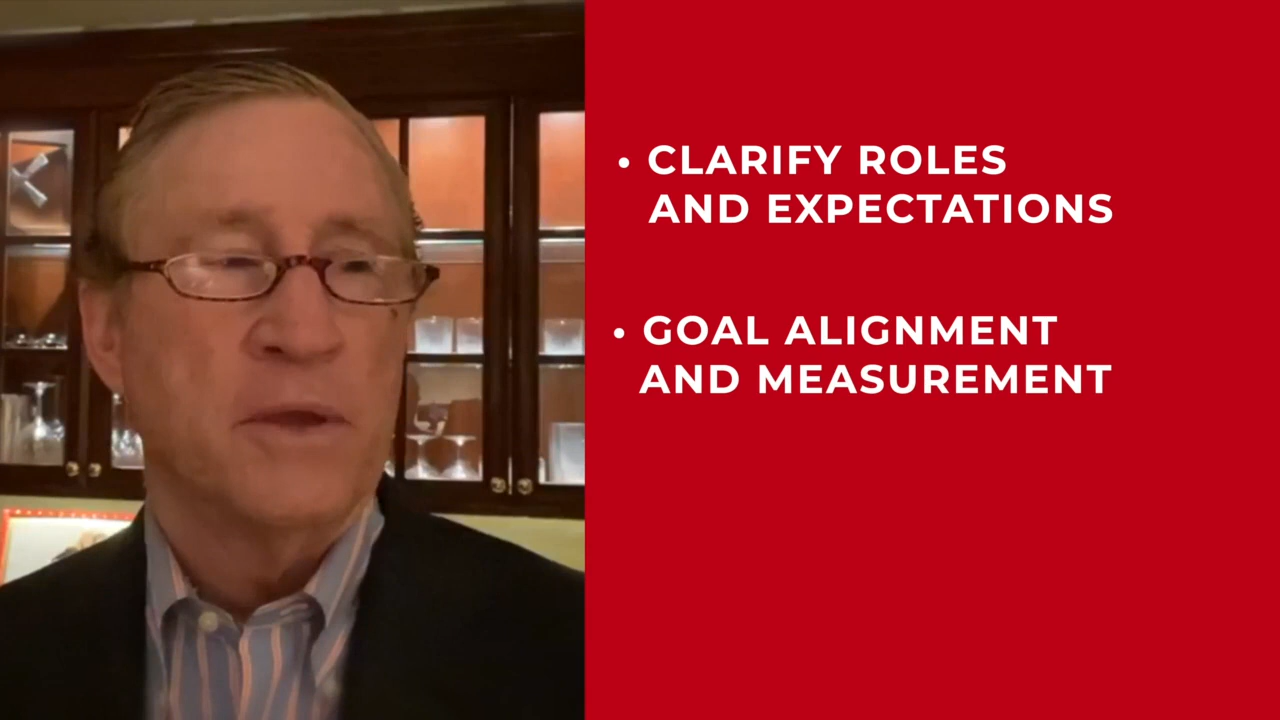 • CLARIFY ROLES
AND EXPECTATIONS
• GOAL ALIGNMENT
AND MEASUREMENT